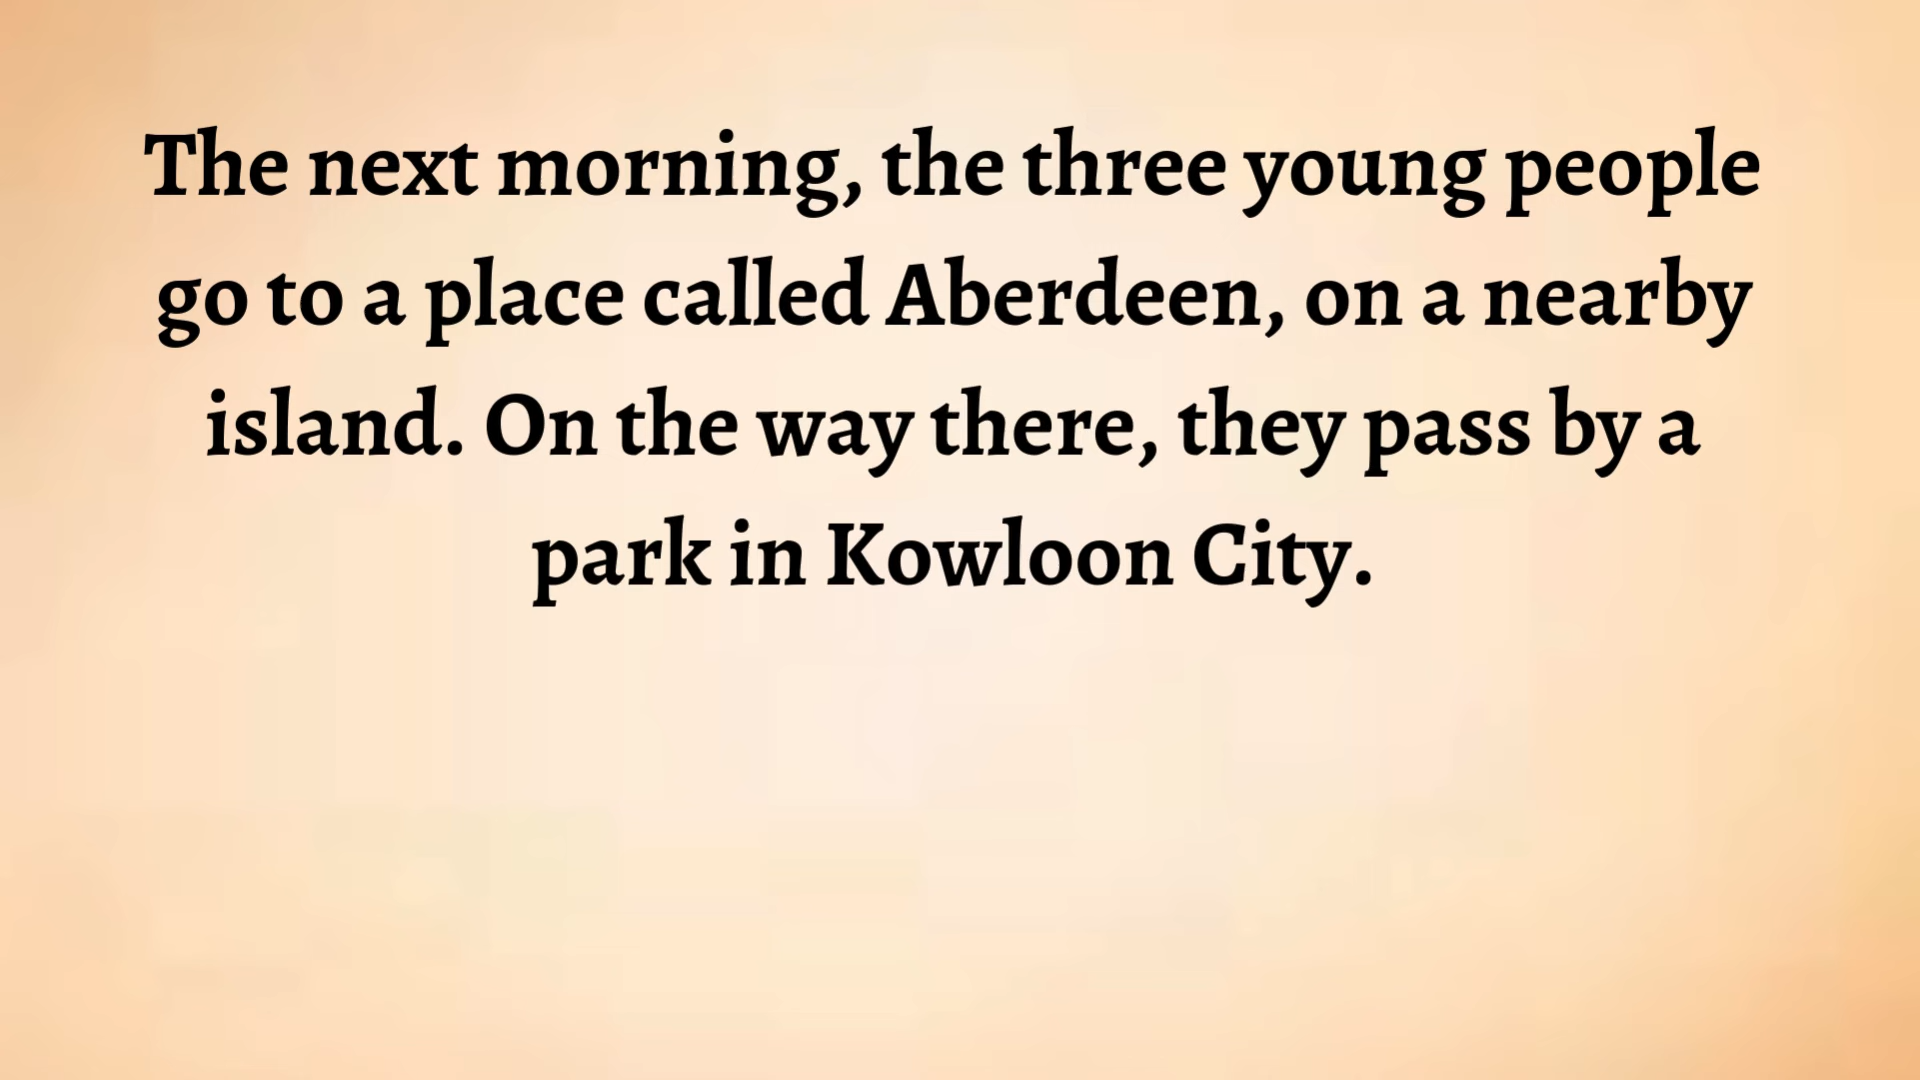 The next morning, the three young people
go to a place called Aberdeen, on a nearby
island. On the way there, they pass by a
park in Kowloon City.